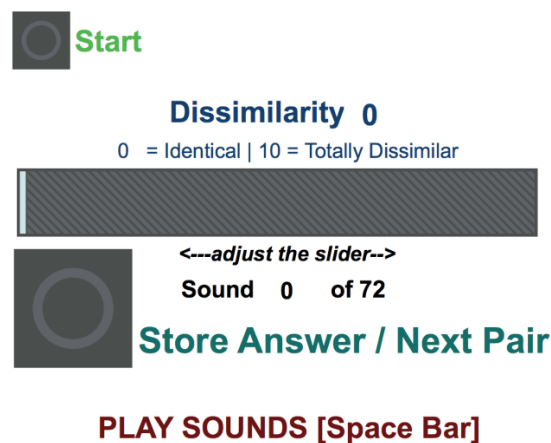 Start
Dissimilarity 0
0 = Identical | 10 = Totally Dissimilar
<---adjust the slider-->
Sound 0 of 72
Store Answer / Next Pair
PLAY SOUNDS [Space Bar]